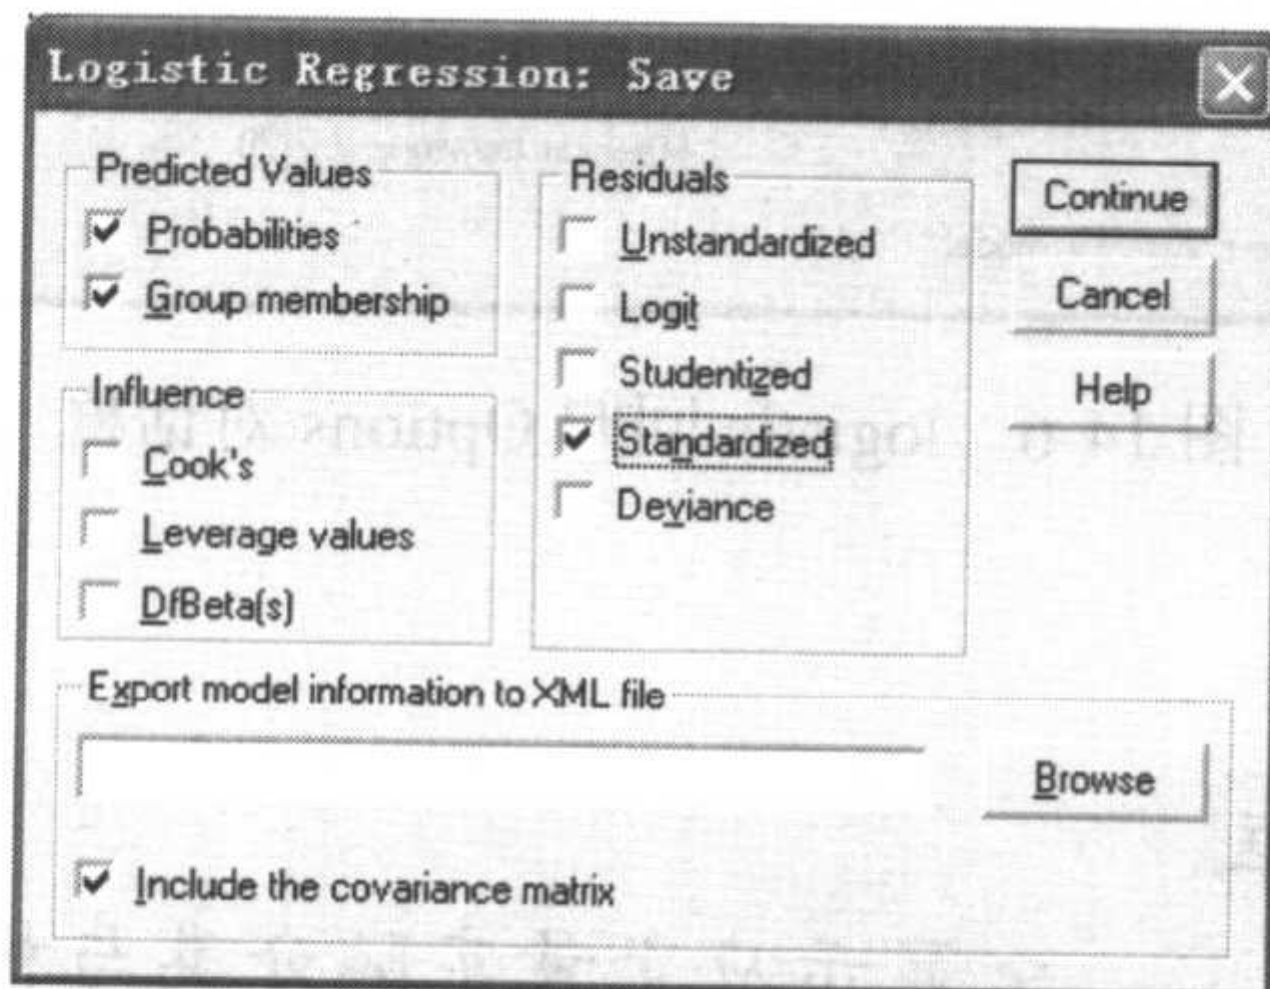 Logistic Regression: Save
Predicted Values
Probabilities
Group membership
Influence
Cook's
Leverage values
DfBeta(s)
Residuals
Unstandardized
Logit
Studentized
Standardized
Deviance
Continue
Cancel
Help
Export model information to XML file
Browse
Include the covariance matrix